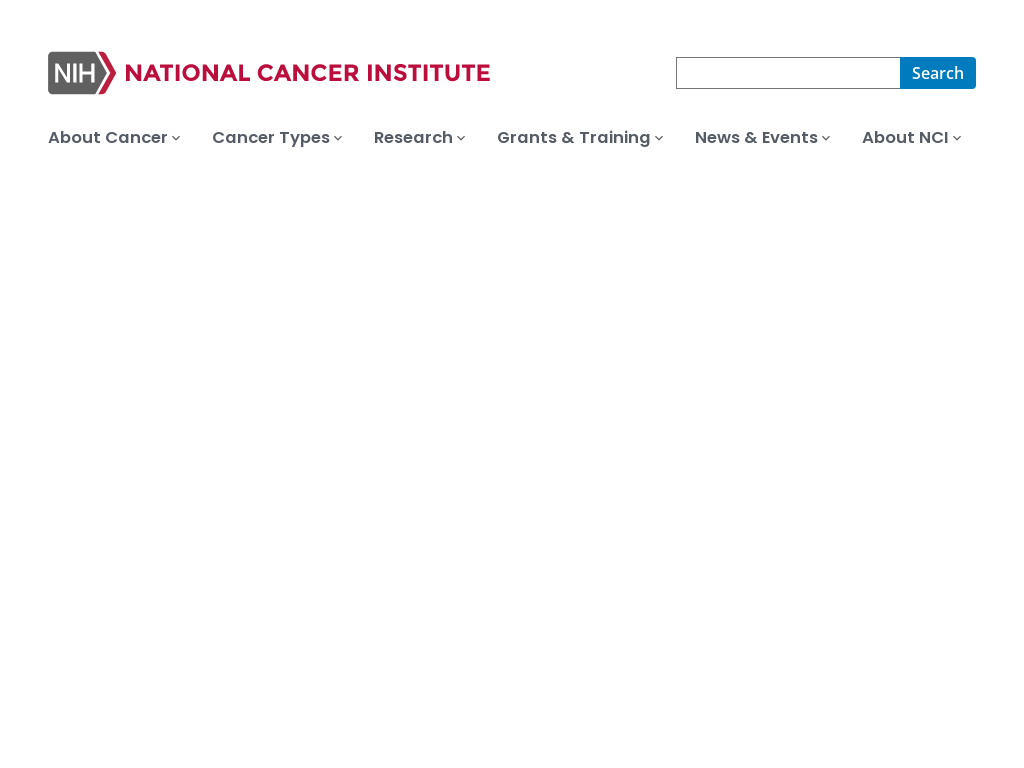 NIH NATIONAL CANCER INSTITUTE
Search
About Cancer Cancer Types Research Grants & Training News & Events About NCI